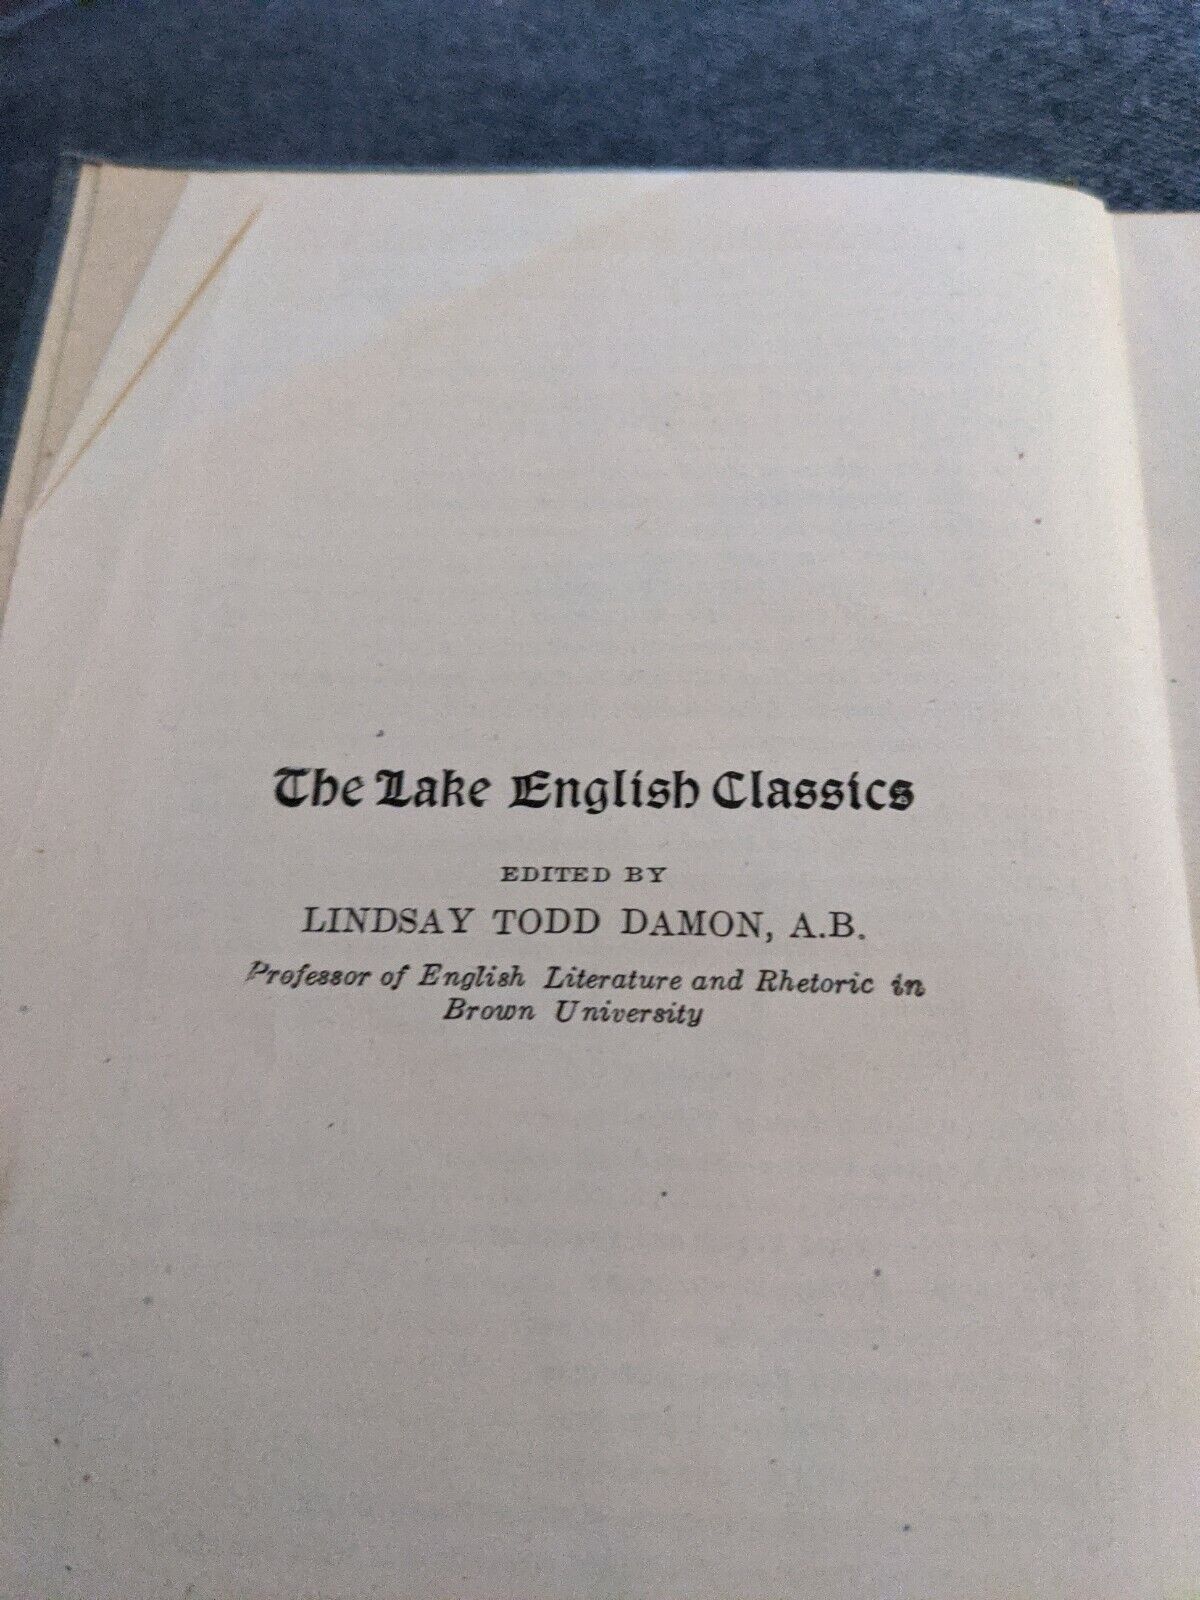 The Lake English Classics
EDITED BY
LINDSAY TODD DAMON, A.B.
Professor of English Literature and Rhetoric in
Brown University